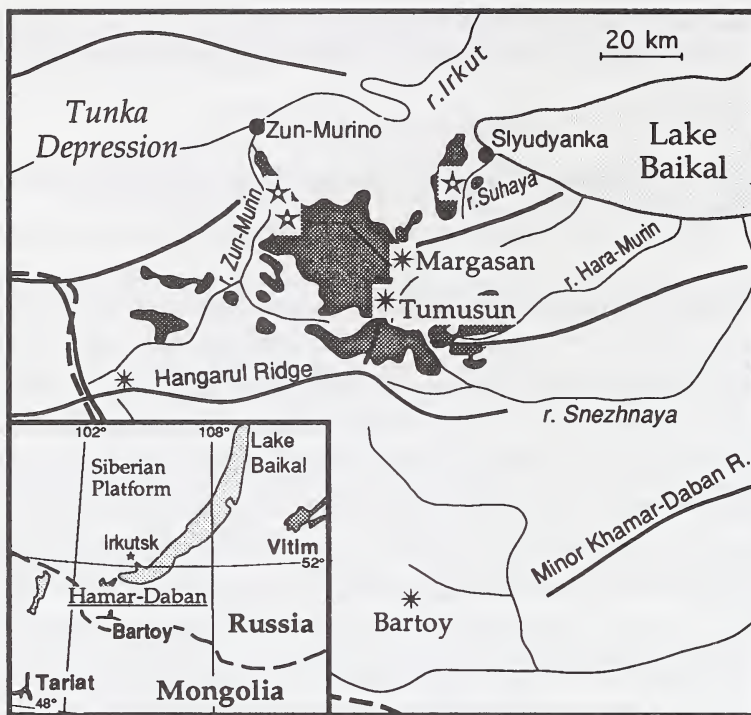 20 km
r. Irkut
Tunka
Depression
Zun-Murino
Slyudyanka
Lake
Baikal
r. Suhaya
r. Zun-Murin
Margasan
r. Hara-Murin
Tumusun
Hangarul Ridge
r. Snezhnaya
Minor Khamar-Daban R.
Bartoy
102°
108°
Lake
Baikal
Siberian
Platform
Irkutsk
Vitim
52°
Hamar-Daban
Bartoy
Russia
Tariat
Mongolia
48°